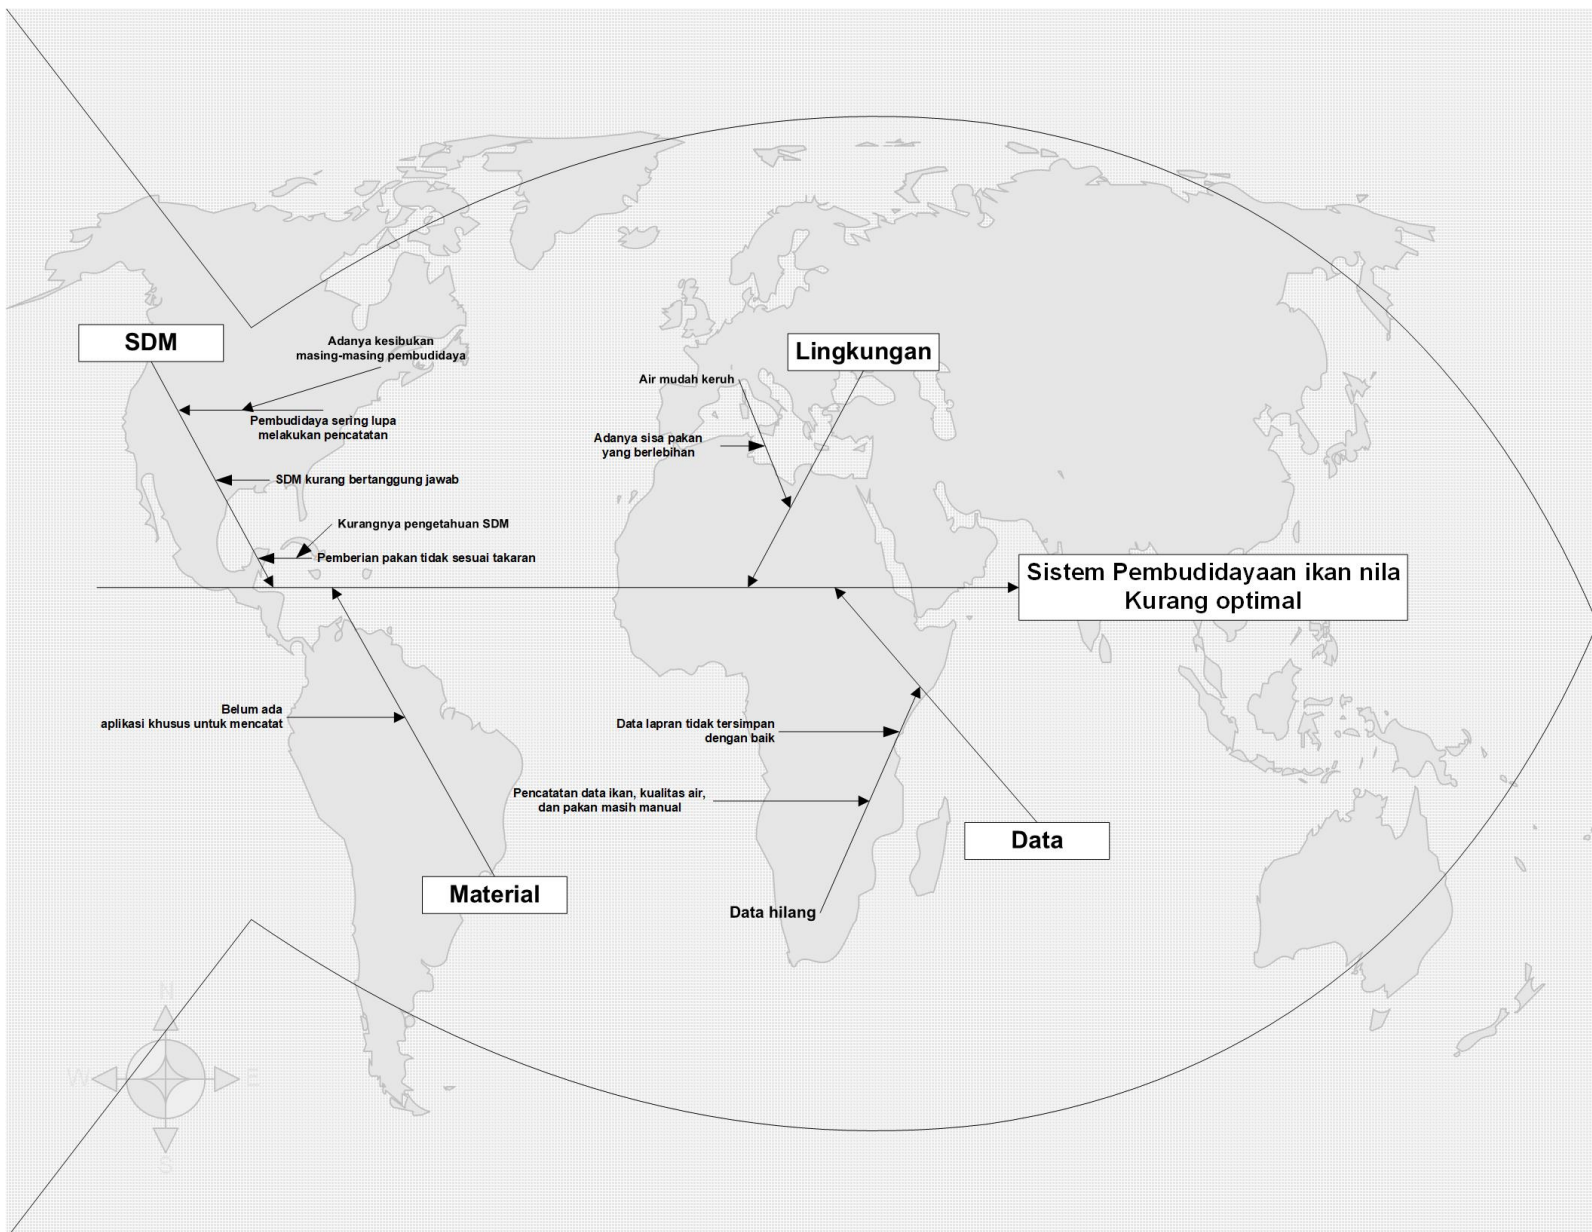 SDM
Adanya kesibukan
masing-masing pembudidaya
Pembudidaya sering lupa
melakukan pencatatan
SDM kurang bertanggung jawab
Kurangnya pengetahuan SDM
Pemberian pakan tidak sesuai takaran
Lingkungan
Air mudah keruh
Adanya sisa pakan
yang berlebihan
Sistem Pembudidayaan ikan nila
Kurang optimal
Belum ada
aplikasi khusus untuk mencatat
Material
Data lapran tidak tersimpan
dengan baik
Pencatatan data ikan, kualitas air,
dan pakan masih manual
Data hilang
Data
N
W
E
S